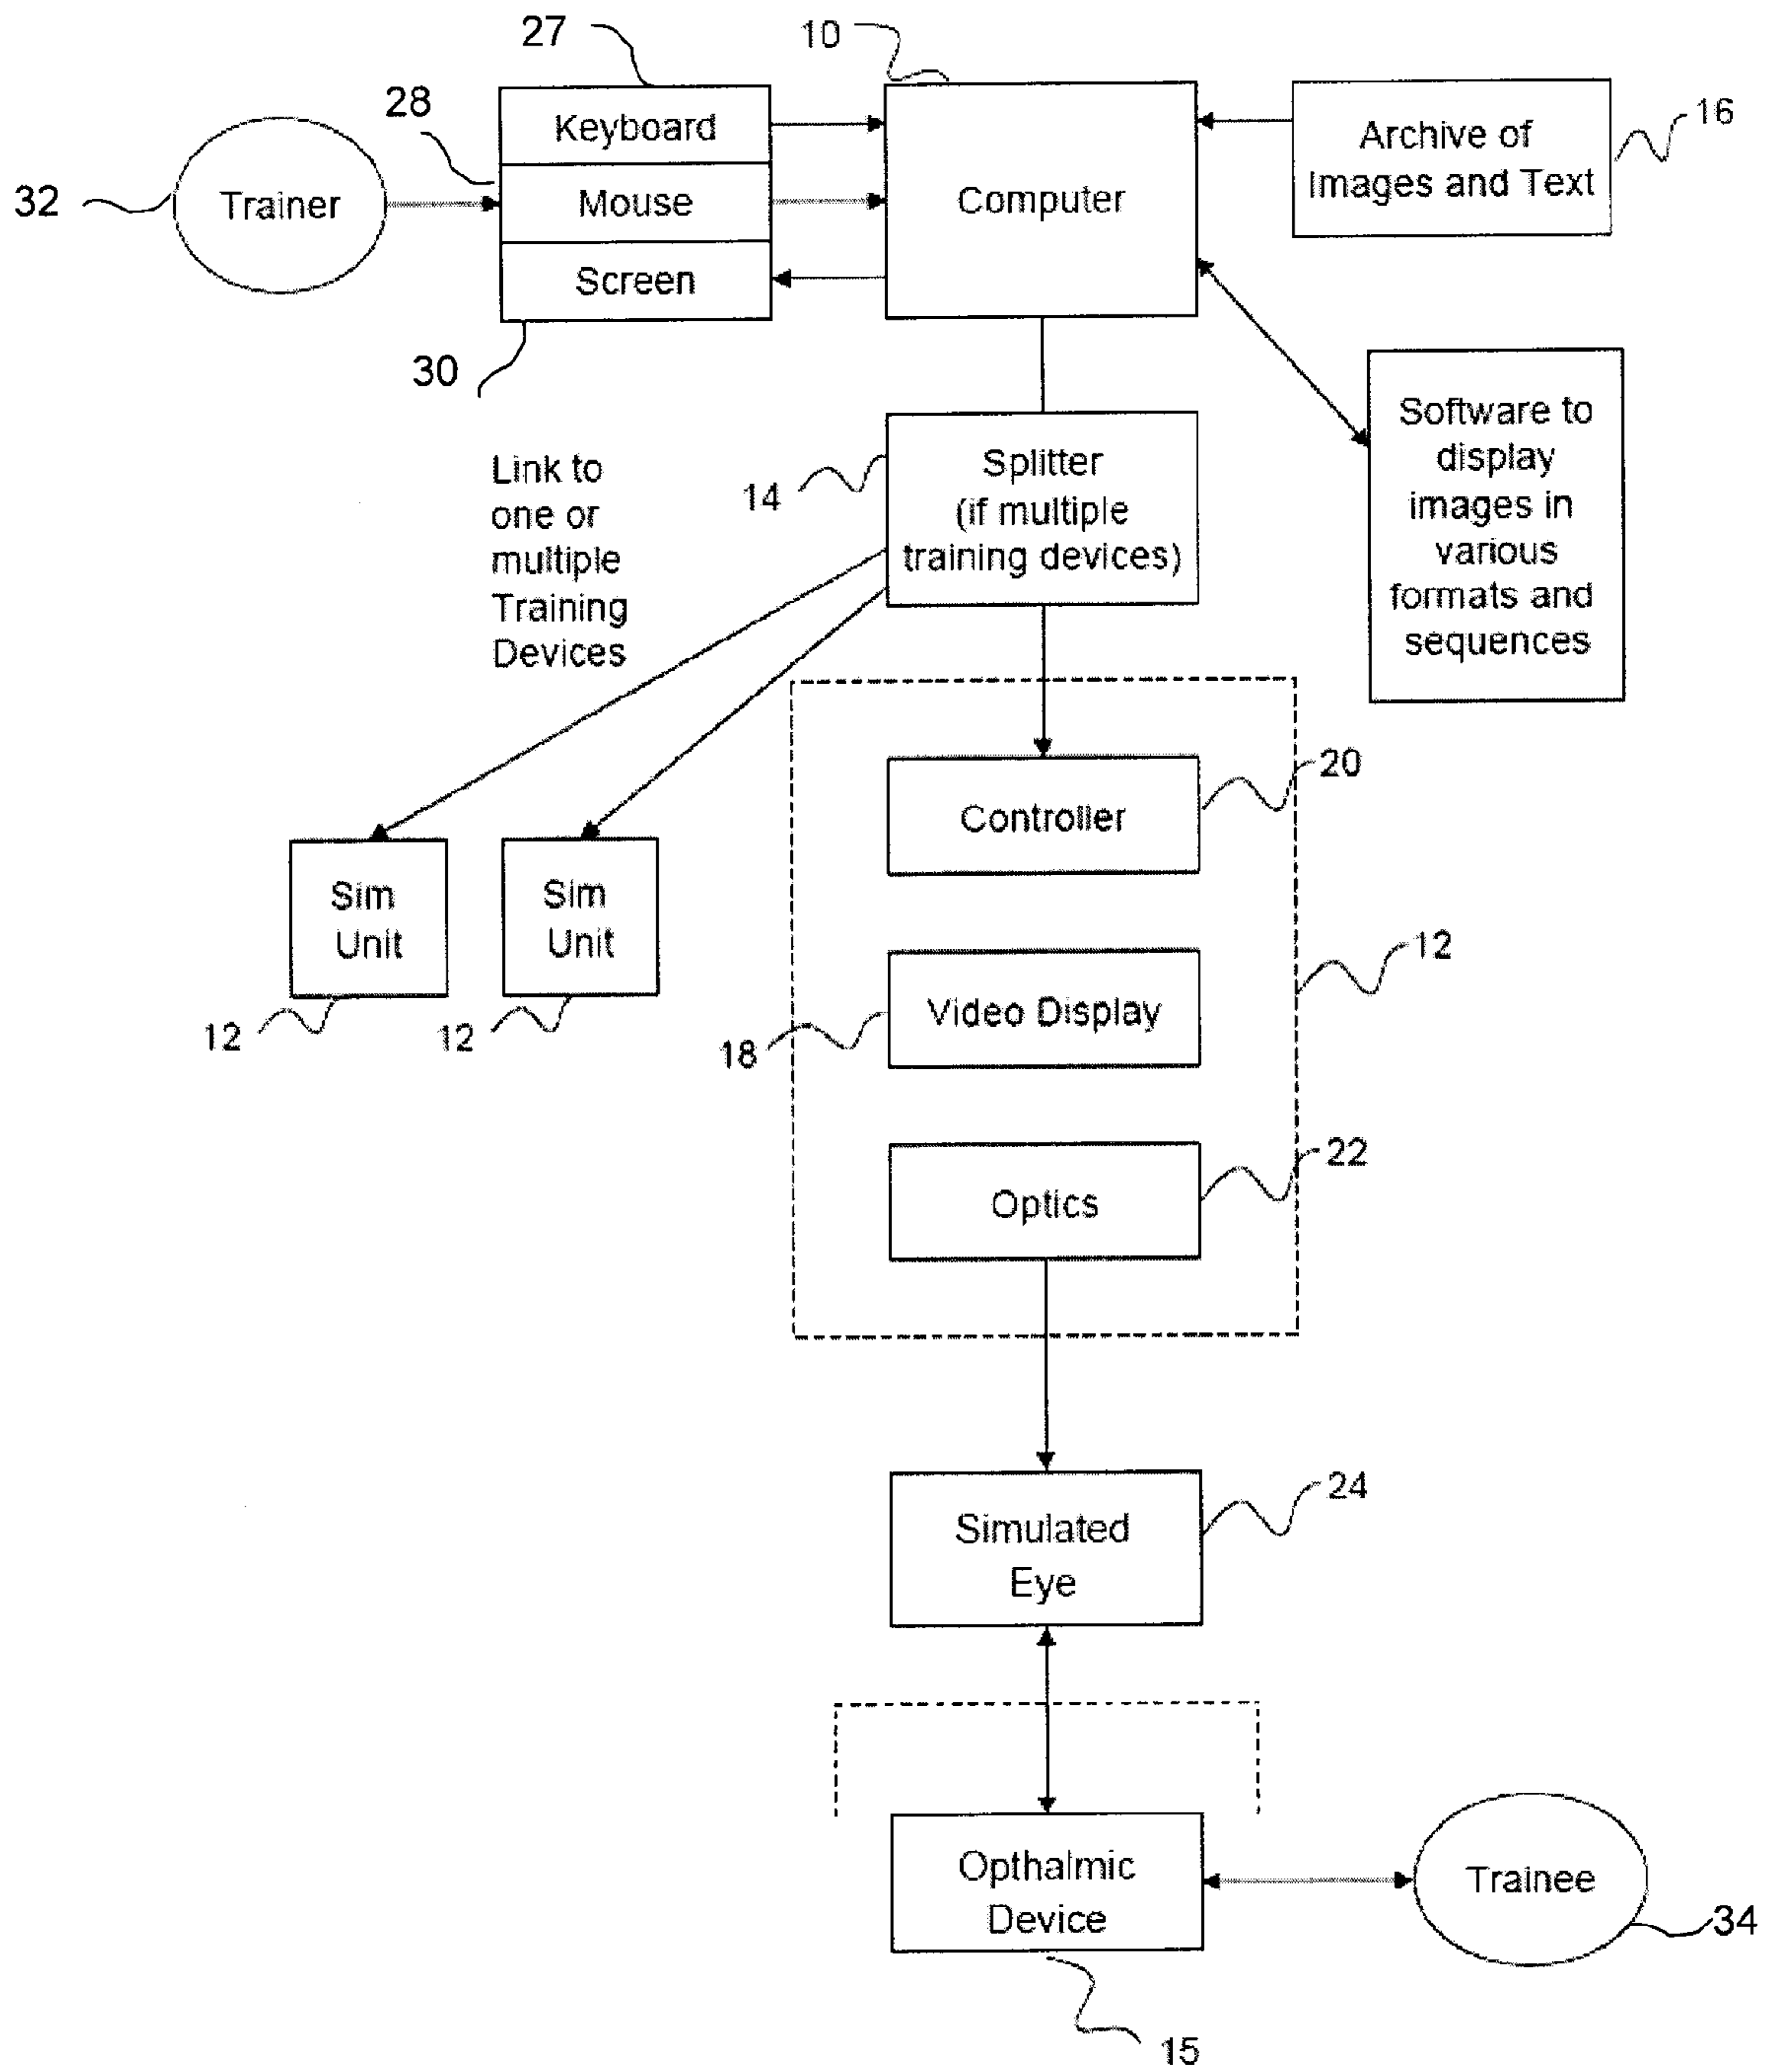 27
10
28
Keyboard
Archive of
Images and Text
16
32
Trainer
Mouse
Computer
Screen
30
Link to
one or
multiple
Training
Devices
14
Splitter
(if multiple
training devices)
Software to
display
images in
various
formats and
sequences
Controller
20
Sim
Unit
Sim
Unit
12
12
12
18
Video Display
22
Optics
24
Simulated
Eye
Opthalmic
Device
Trainee
34
15